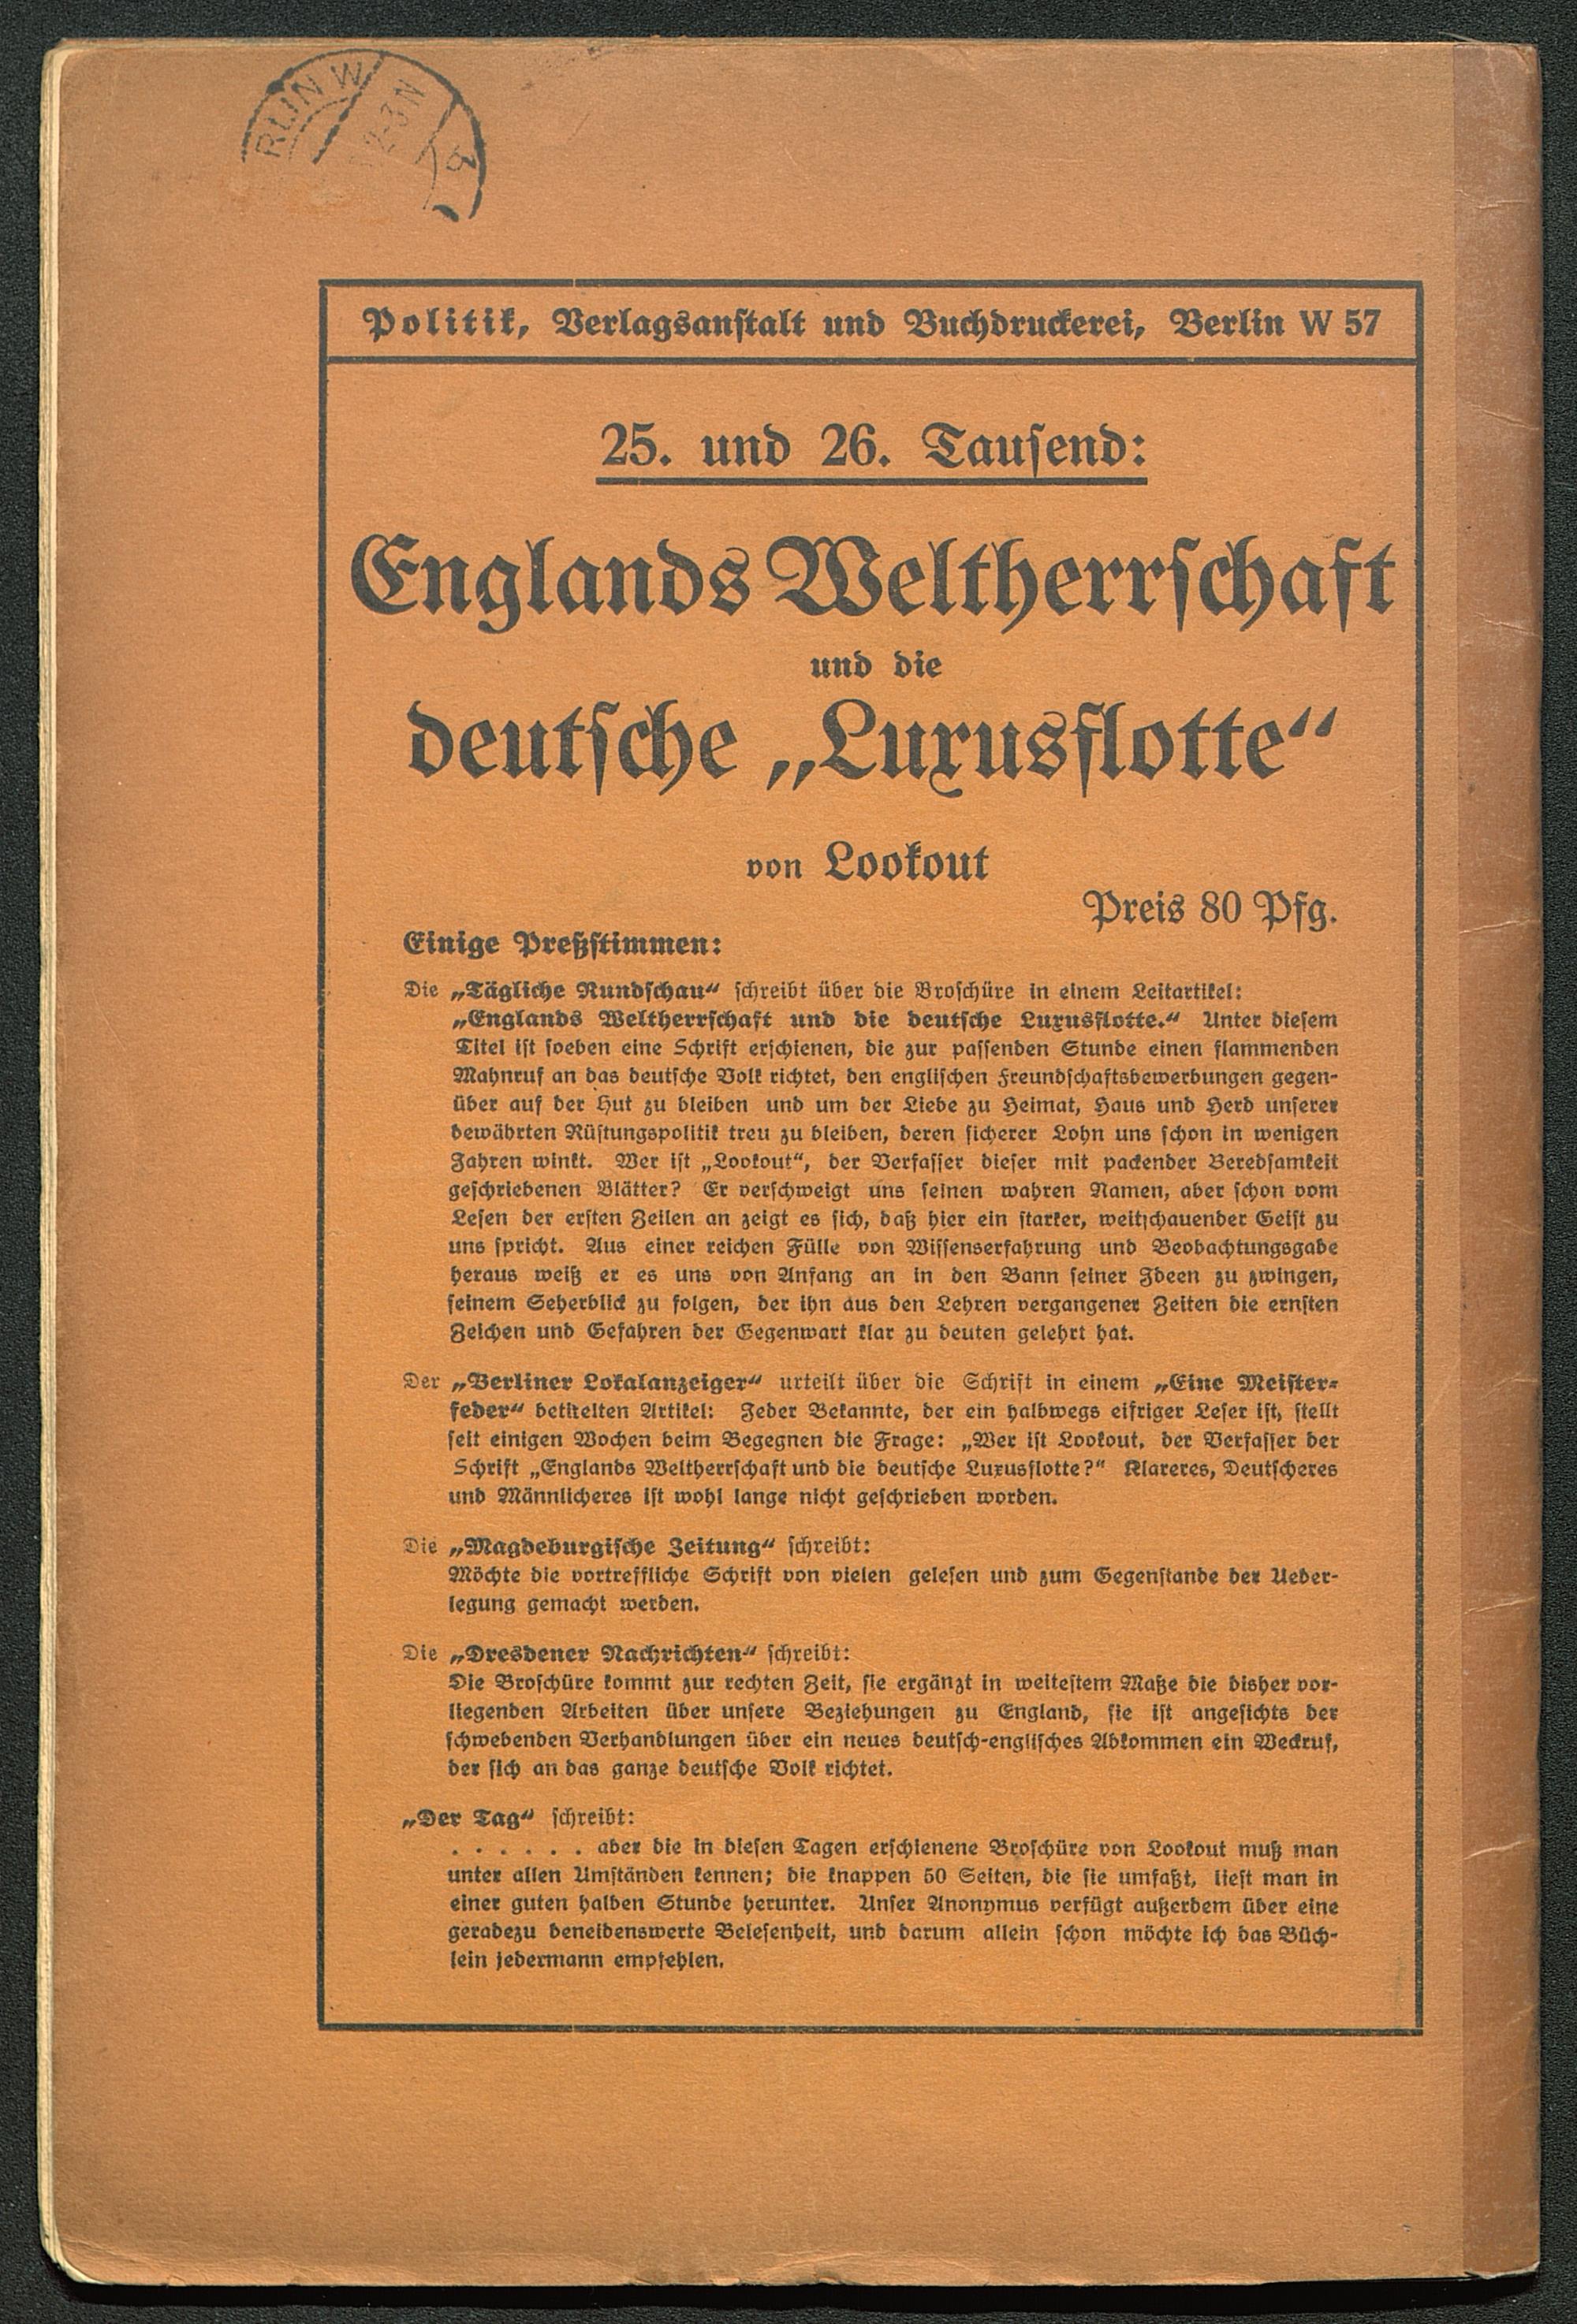 RLIN W
2-3N
9
Politik, Verlagsanstalt und Buchdruckerei, Berlin W 57
25. und 26. Tausend:
Englands Weltherrschaft
und die
deutsche „Luxusflotte“
von Lookout
Preis 80 Pfg.
Einige Preßstimmen:
Die „Tägliche Rundschau“ schreibt über die Broschüre in einem Leitartikel:
„Englands Weltherrschaft und die deutsche Luxusflotte.“ Unter diesem
Titel ist soeben eine Schrift erschienen, die zur passenden Stunde einen flammenden
Mahnruf an das deutsche Volk richtet, den englischen Freundschaftsbewerbungen gegen-
über auf der Hut zu bleiben und um der Liebe zu Heimat, Haus und Herd unserer
bewährten Rüstungspolitik treu zu bleiben, deren sicherer Lohn uns schon in wenigen
Jahren winkt. Wer ist „Lookout“, der Verfasser dieser mit packender Beredsamkeit
geschriebenen Blätter? Er verschweigt uns seinen wahren Namen, aber schon vom
Lesen der ersten Zeilen an zeigt es sich, daß hier ein starker, weitschauender Geist zu
uns spricht. Aus einer reichen Fülle von Wissenserfahrung und Beobachtungsgabe
heraus weiß er es uns von Anfang an in den Bann seiner Ideen zu zwingen,
seinem Seherblick zu folgen, der ihn aus den Lehren vergangener Zeiten die ernsten
Zeichen und Gefahren der Gegenwart klar zu deuten gelehrt hat.
Der „Berliner Lokalanzeiger“ urteilt über die Schrift in einem „Eine Meister-
feder“ betitelten Artikel: Jeder Bekannte, der ein halbwegs eifriger Leser ist, stellt
seit einigen Wochen beim Begegnen die Frage: „Wer ist Lookout, der Verfasser der
Schrift „Englands Weltherrschaft und die deutsche Luxusflotte?“ Klareres, Deutscheres
und Männlicheres ist wohl lange nicht geschrieben worden.
Die „Magdeburgische Zeitung“ schreibt:
Möchte die vortreffliche Schrift von vielen gelesen und zum Gegenstande der Ueber-
legung gemacht werden.
Die „Dresdener Nachrichten“ schreibt:
Die Broschüre kommt zur rechten Zeit, sie ergänzt in weitestem Maße die bisher vor-
liegenden Arbeiten über unsere Beziehungen zu England, sie ist angesichts der
schwebenden Verhandlungen über ein neues deutsch-englisches Abkommen ein Weckruf,
der sich an das ganze deutsche Volk richtet.
„Der Tag“ schreibt:
. . . . . . aber die in diesen Tagen erschienene Broschüre von Lookout muß man
unter allen Umständen kennen; die knappen 50 Seiten, die sie umfaßt, liest man in
einer guten halben Stunde herunter. Unser Anonymus verfügt außerdem über eine
geradezu beneidenswerte Belesenheit, und darum allein schon möchte ich das Büch-
lein jedermann empfehlen.